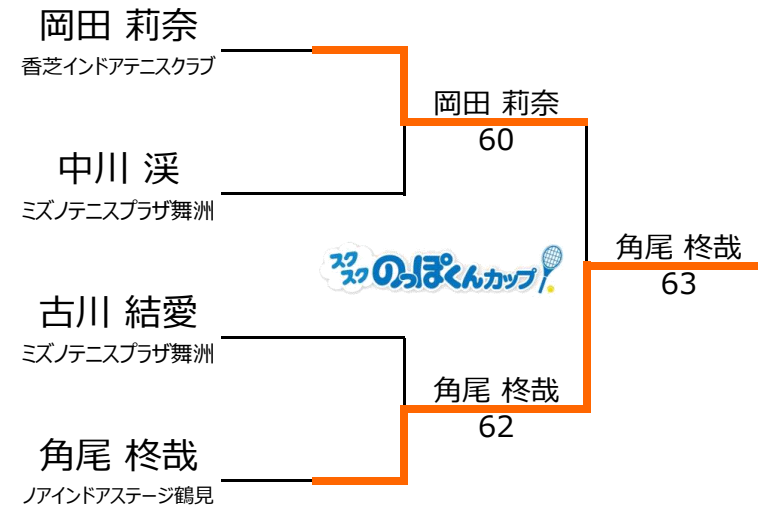 岡田 莉奈
香芝インドアテニスクラブ
岡田 莉奈
60
中川 渓
ミズノテニスプラザ舞洲
角尾 柊哉
63
スクスクのっぽくんカップ
古川 結愛
ミズノテニスプラザ舞洲
角尾 柊哉
62
角尾 柊哉
ノアインドアステージ鶴見